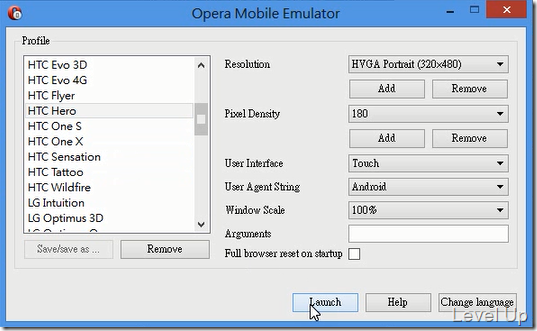 Opera Mobile Emulator
Profile
HTC Evo 3D
HTC Evo 4G
HTC Flyer
HTC Hero
HTC One S
HTC One X
HTC Sensation
HTC Tattoo
HTC Wildfire
LG Intuition
LG Optimus 3D
Save/save as ...
Remove
Resolution
HVGA Portrait (320x480)
Add
Remove
Pixel Density
180
Add
Remove
User Interface
Touch
User Agent String
Android
Window Scale
100%
Arguments
Full browser reset on startup
Launch
Help
Change language
Level Up